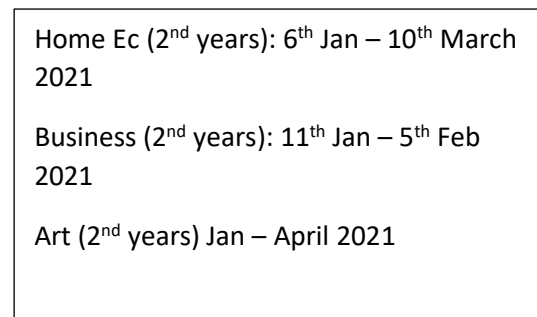 Home Ec (2nd years): 6th Jan – 10th March
2021
Business (2nd years): 11th Jan – 5th Feb
2021
Art (2nd years) Jan – April 2021